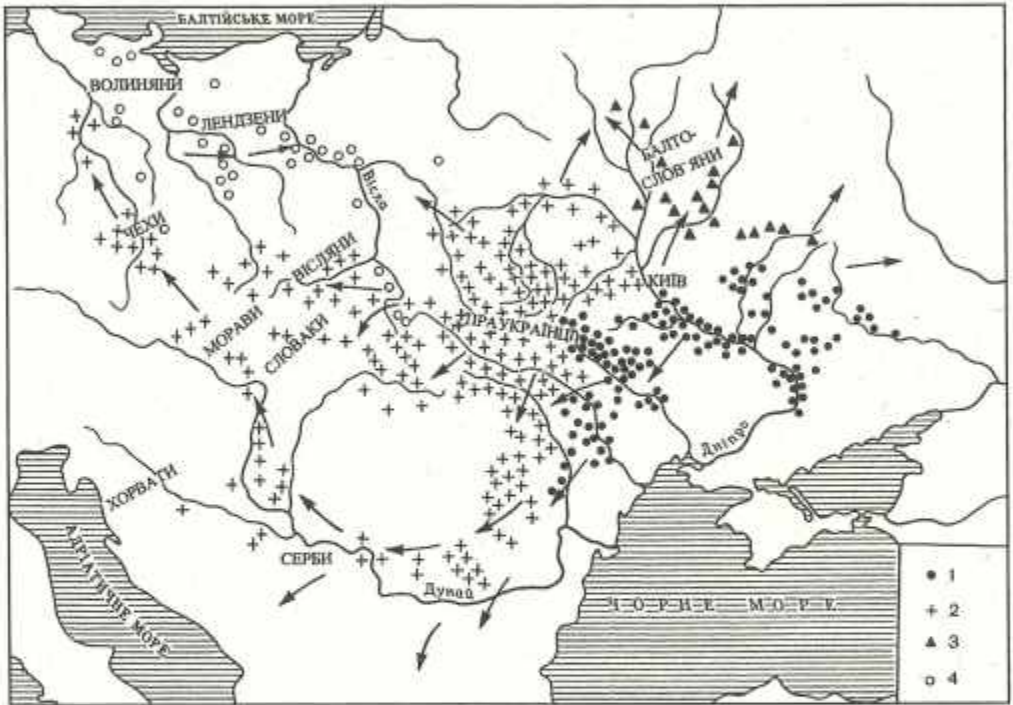 БАЛТІЙСЬКЕ МОРЕ
ВОЛИНЯНИ
ЛЕНДЗЕНИ
Вісла
БАЛТО-
СЛОВ'ЯНИ
ЧЕХИ
ВІСЛЯНИ
КИЇВ
ПРАУКРАЇНЦІ
МОРАВИ
СЛОВАКИ
Дніпро
ХОРВАТИ
АДРІАТИЧНЕ МОРЕ
СЕРБИ
Дунай
ЧОРНЕ МОРЕ
1
2
3
4